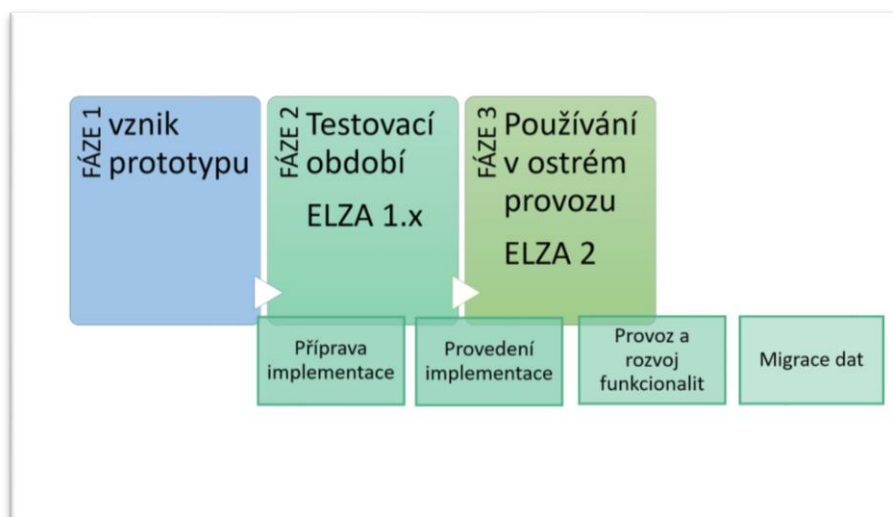 FÁZE 1
vznik
prototypu
FÁZE 2
Testovací
období
ELZA 1.x
FÁZE 3
Používání
v ostrém
provozu
ELZA 2
Příprava
implementace
Provedení
implementace
Provoz a
rozvoj
funkcionalit
Migrace dat